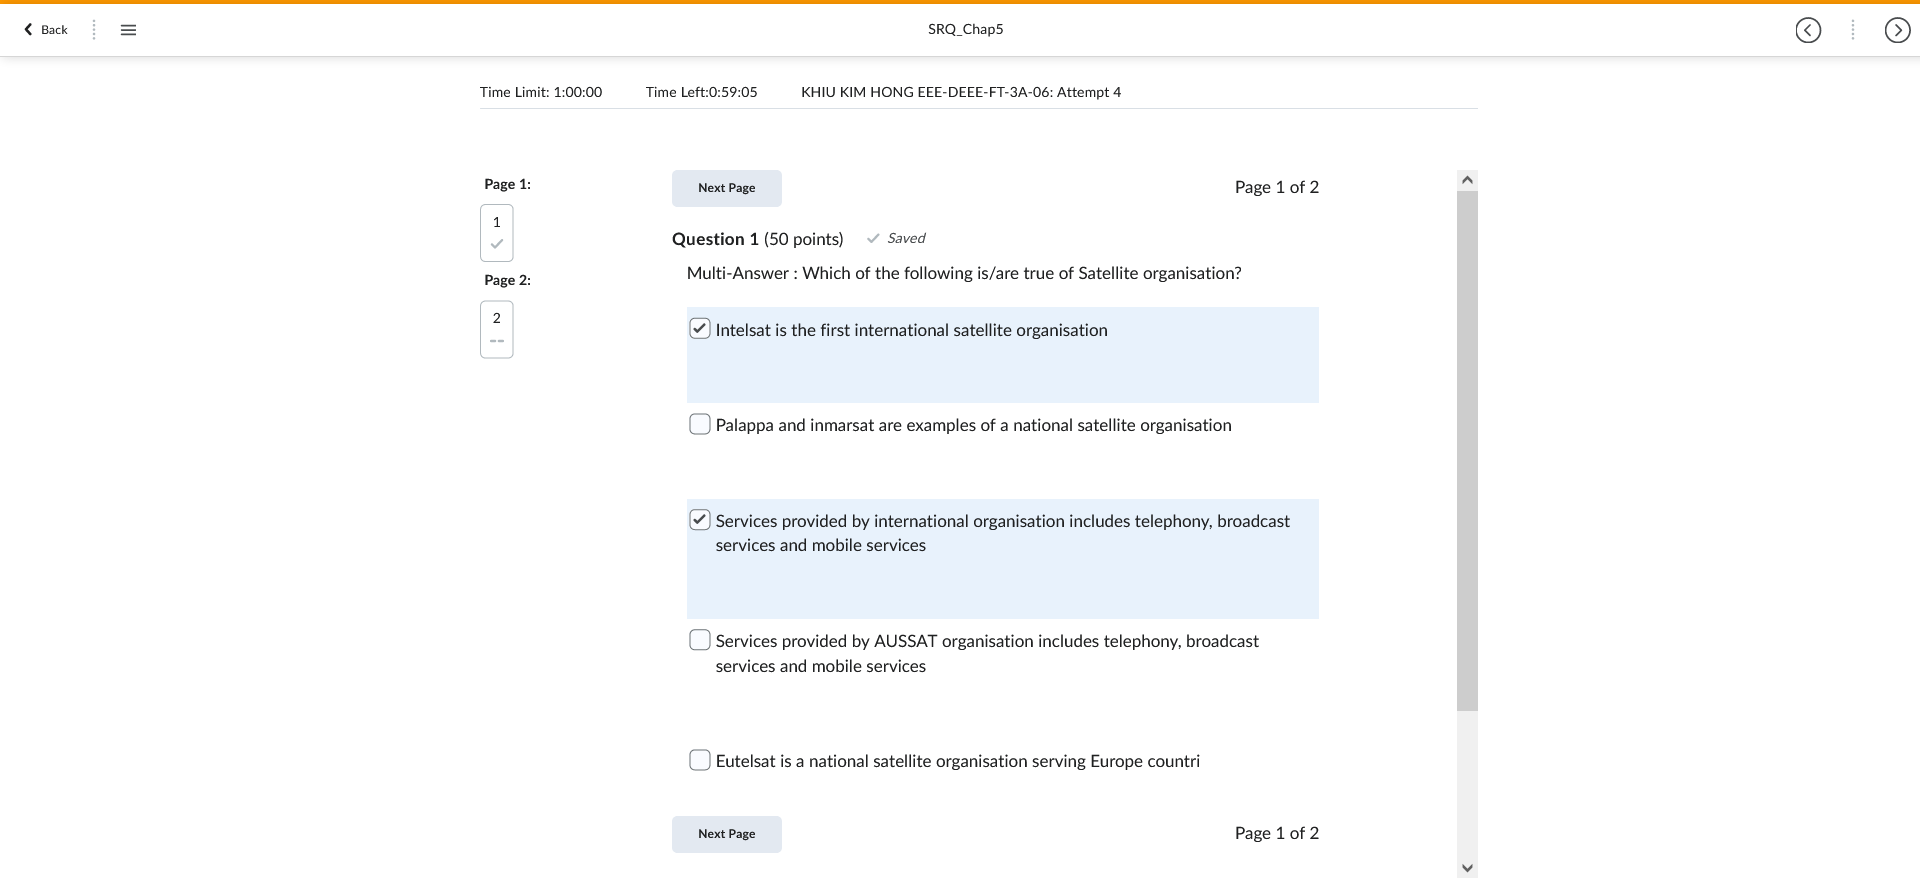 Back
SRQ_Chap5
Time Limit: 1:00:00 Time Left:0:59:05 KHIU KIM HONG EEE-DEEE-FT-3A-06: Attempt 4
Page 1:
1
Page 2:
2
--
Next Page Page 1 of 2
Question 1 (50 points) Saved
Multi-Answer : Which of the following is/are true of Satellite organisation?
Intelsat is the first international satellite organisation
Palappa and inmarsat are examples of a national satellite organisation
Services provided by international organisation includes telephony, broadcast
services and mobile services
Services provided by AUSSAT organisation includes telephony, broadcast
services and mobile services
Eutelsat is a national satellite organisation serving Europe countri
Next Page Page 1 of 2